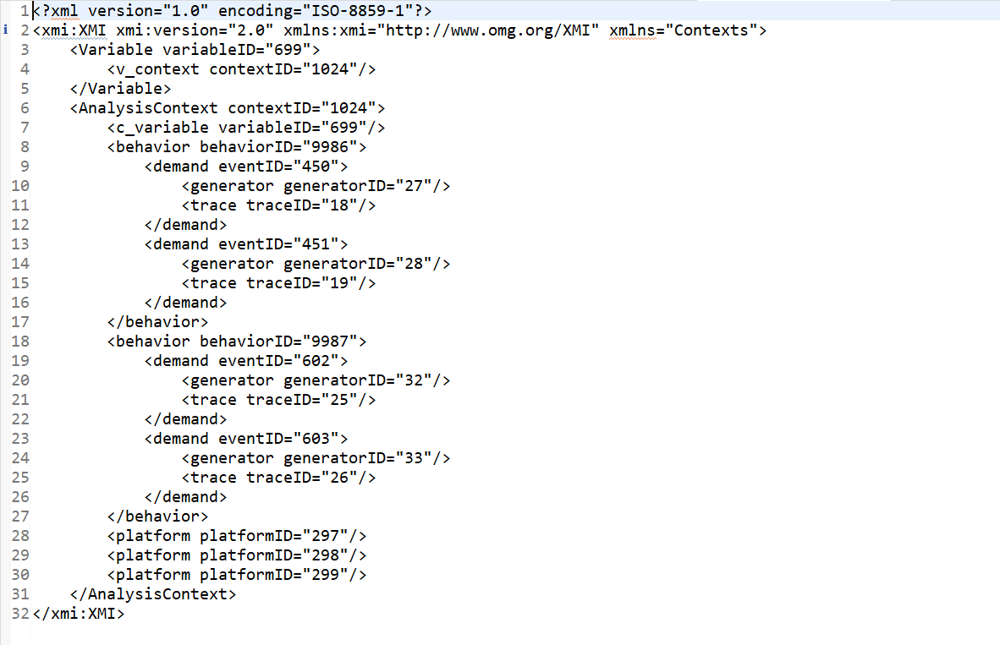 1 <?xml version="1.0" encoding="ISO-8859-1"?>
i 2 <xmi:XMI xmi:version="2.0" xmlns:xmi="http://www.omg.org/XMI" xmlns="Contexts">
3     <Variable variableID="699">
4         <v_context contextID="1024"/>
5     </Variable>
6     <AnalysisContext contextID="1024">
7         <c_variable variableID="699"/>
8         <behavior behaviorID="9986">
9             <demand eventID="450">
10                 <generator generatorID="27"/>
11                 <trace traceID="18"/>
12             </demand>
13             <demand eventID="451">
14                 <generator generatorID="28"/>
15                 <trace traceID="19"/>
16             </demand>
17         </behavior>
18         <behavior behaviorID="9987">
19             <demand eventID="602">
20                 <generator generatorID="32"/>
21                 <trace traceID="25"/>
22             </demand>
23             <demand eventID="603">
24                 <generator generatorID="33"/>
25                 <trace traceID="26"/>
26             </demand>
27         </behavior>
28         <platform platformID="297"/>
29         <platform platformID="298"/>
30         <platform platformID="299"/>
31     </AnalysisContext>
32 </xmi:XMI>